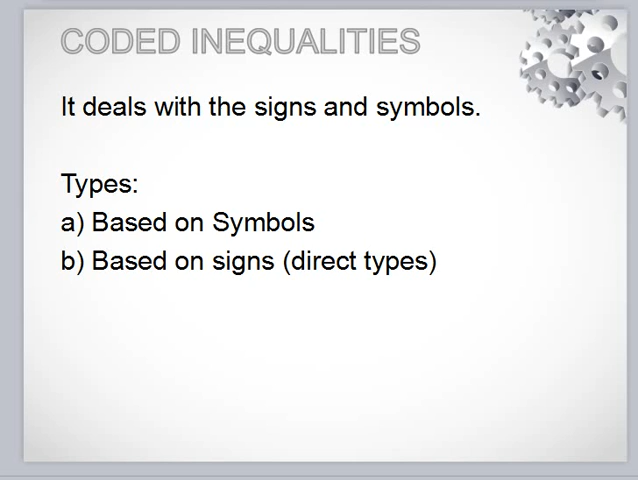 CODED INEQUALITIES
It deals with the signs and symbols.
Types:
a) Based on Symbols
b) Based on signs (direct types)